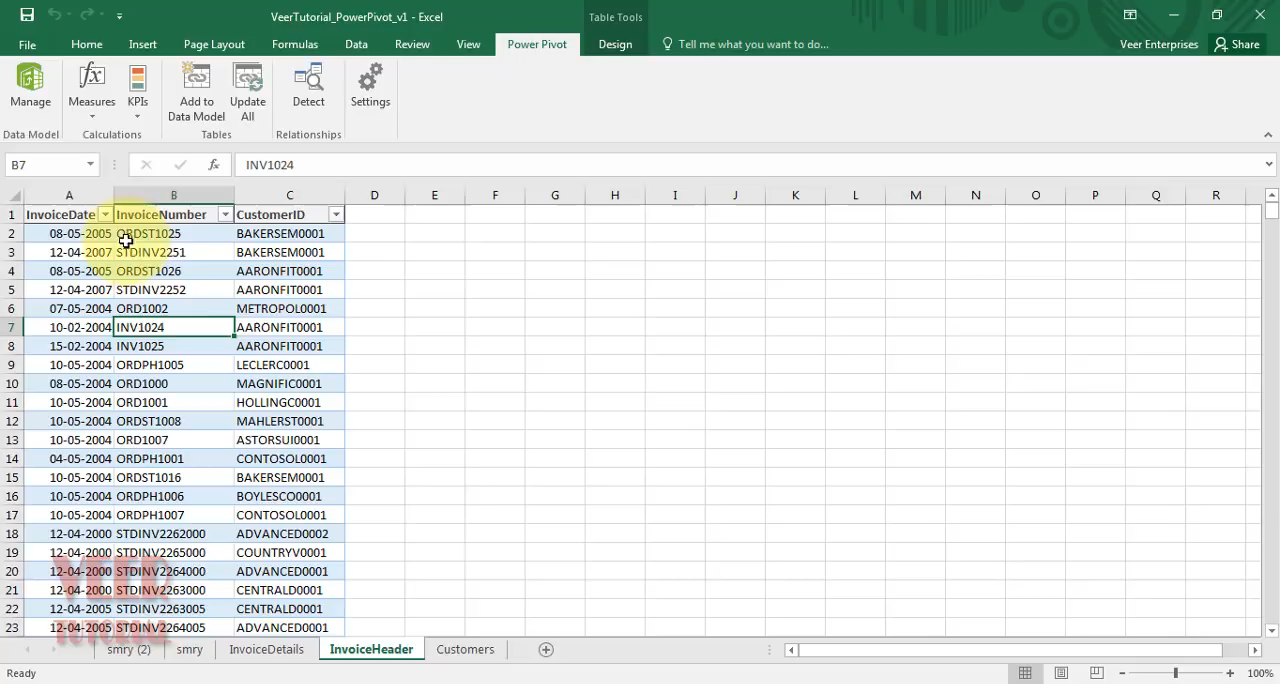 VeerTutorial_PowerPivot_v1 - Excel
Table Tools
File Home Insert Page Layout Formulas Data Review View Power Pivot Design Tell me what you want to do... Veer Enterprises Share
Manage Measures KPIs Add to Data Model Update All Detect Settings
Data Model Calculations Tables Relationships
B7 fx INV1024
A B C D E F G H I J K L M N O P Q R
1 InvoiceDate InvoiceNumber CustomerID
2 08-05-2005 ORDST1025 BAKERSEM0001
3 12-04-2007 STDINV2251 BAKERSEM0001
4 08-05-2005 ORDST1026 AARONFIT0001
5 12-04-2007 STDINV2252 AARONFIT0001
6 07-05-2004 ORD1002 METROPOL0001
7 10-02-2004 INV1024 AARONFIT0001
8 15-02-2004 INV1025 AARONFIT0001
9 10-05-2004 ORDPH1005 LECLERC0001
10 08-05-2004 ORD1000 MAGNIFIC0001
11 10-05-2004 ORD1001 HOLLINGC0001
12 10-05-2004 ORDST1008 MAHLERST0001
13 10-05-2004 ORD1007 ASTORSUI0001
14 04-05-2004 ORDPH1001 CONTOSOL0001
15 10-05-2004 ORDST1016 BAKERSEM0001
16 10-05-2004 ORDPH1006 BOYLESCO0001
17 10-05-2004 ORDPH1007 CONTOSOL0001
18 12-04-2000 STDINV2262000 ADVANCED0002
19 12-04-2000 STDINV2265000 COUNTRYV0001
20 12-04-2000 STDINV2264000 ADVANCED0001
21 12-04-2000 STDINV2263000 CENTRALD0001
22 12-04-2005 STDINV2263005 CENTRALD0001
23 12-04-2005 STDINV2264005 ADVANCED0001
VEER
TUTORIAL
smry (2) smry InvoiceDetails InvoiceHeader Customers
Ready 100%